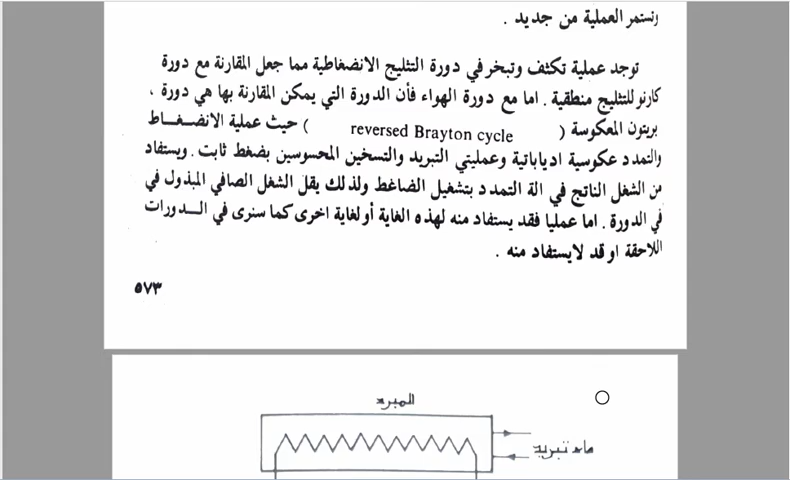 وتستمر العملية من جديد .
توجد عملية تكثف وتبخر في دورة التثليج الانضغاطية مما جعل المقارنة مع دورة
كارنو للتثليج منطقية . اما مع دورة الهواء فأن الدورة التي يمكن المقارنة بها هي دورة ،
بريتون المعكوسة ( reversed Brayton cycle ) حيث عملية الانضغاط
والتمدد عكوسية ادياباتية وعمليتي التبريد والتسخين المحسوسين بضغط ثابت . ويستفاد
من الشغل الناتج في الة التمدد بتشغيل الضاغط ولذلك يقل الشغل الصافي المبذول في
في الدورة . اما عمليا فقد يستفاد منه لهذه الغاية أو لغاية اخرى كما سنرى في الدورات
اللاحقة او قد لايستفاد منه .
٥٧٣
المبرد
ماء تبريد